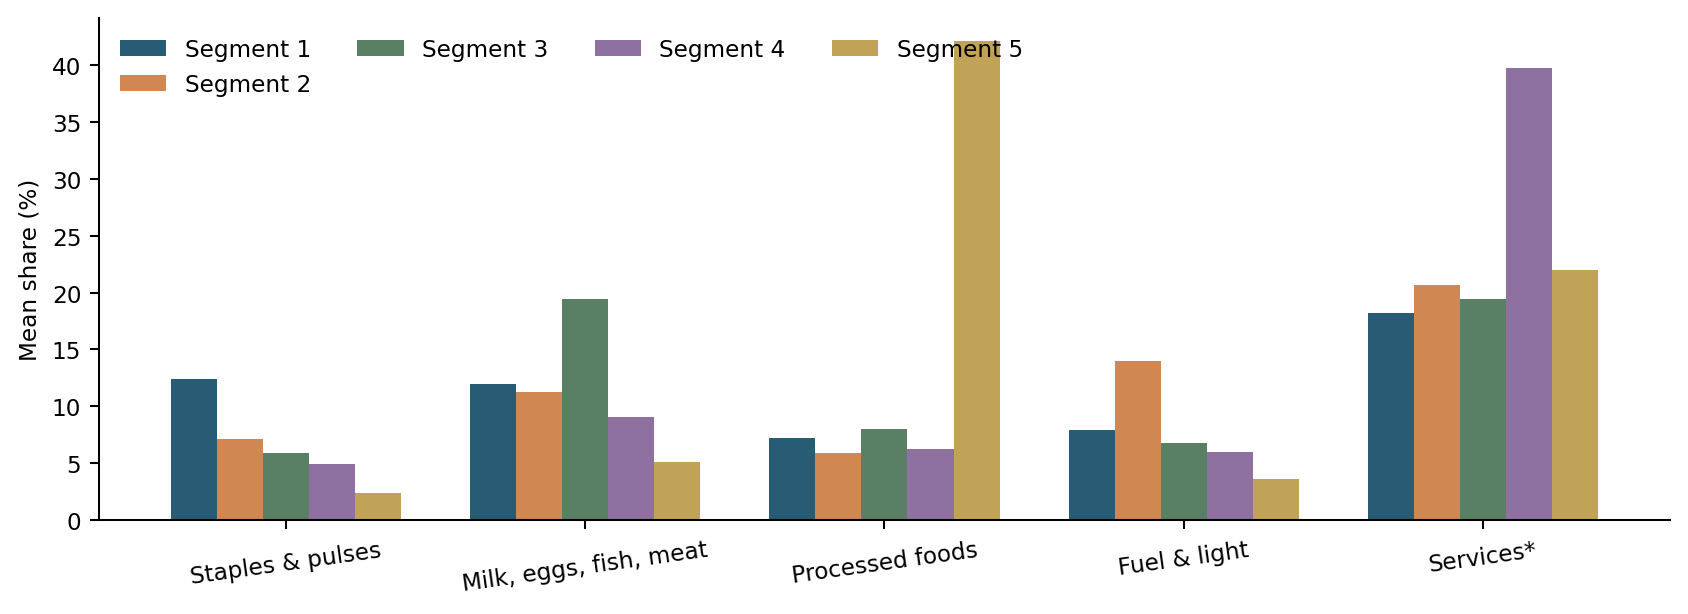 Segment 1
Segment 2
Segment 3
Segment 4
Segment 5
Mean share (%)
40
35
30
25
20
15
10
5
0
Staples & pulses
Milk, eggs, fish, meat
Processed foods
Fuel & light
Services*